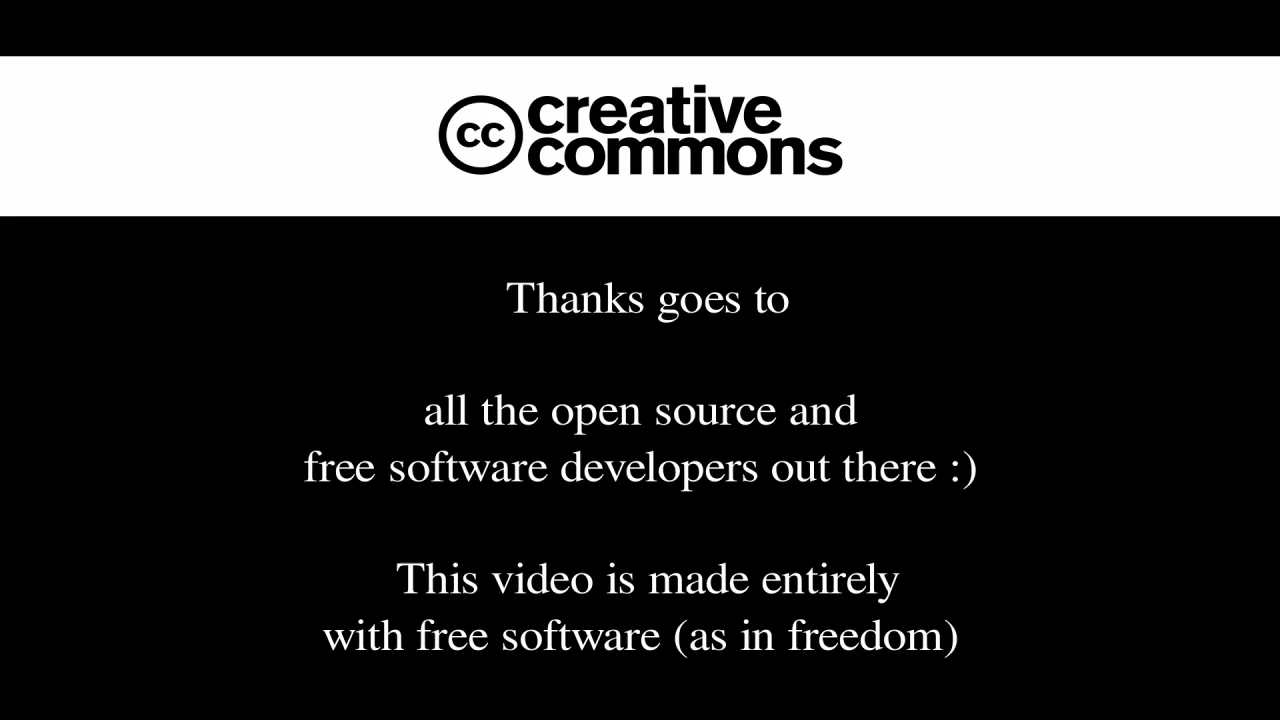 cc creative
commons
Thanks goes to
all the open source and
free software developers out there :)
This video is made entirely
with free software (as in freedom)